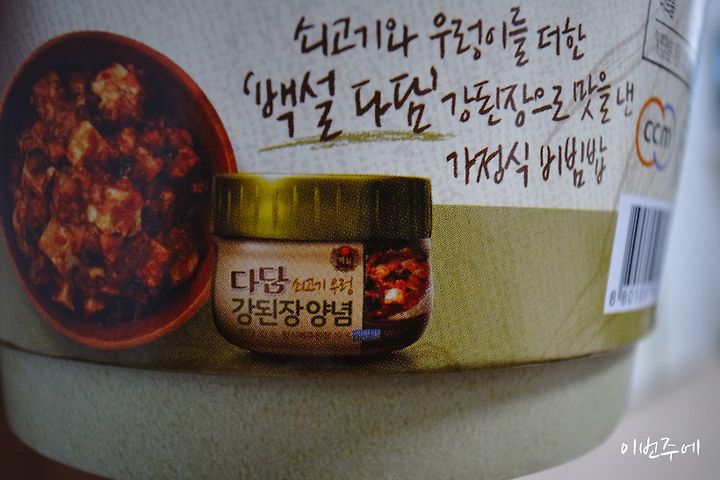 쇠고기와 우렁이를 더한
'백설 다담' 강된장으로 맛을 낸
가정식 비빔밥
ccm
다담 쇠고기 우렁
강된장양념
이번주에